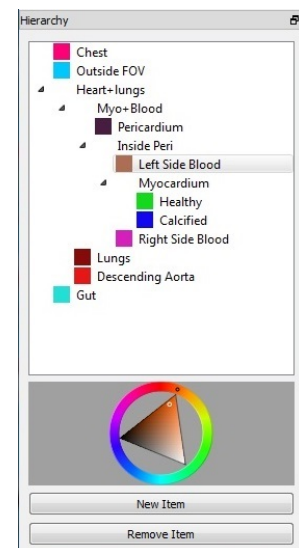 Hierarchy
Chest
Outside FOV
Heart+lungs
Myo+Blood
Pericardium
Inside Peri
Left Side Blood
Myocardium
Healthy
Calcified
Right Side Blood
Lungs
Descending Aorta
Gut
New Item
Remove Item